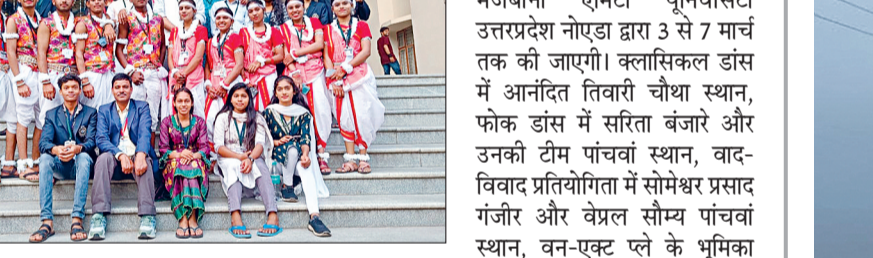 उत्तरप्रदेश नोएडा द्वारा 3 से 7 मार्च
तक की जाएगी। क्लासिकल डांस
में आनंदित तिवारी चौथा स्थान,
फोक डांस में सरिता बंजारे और
उनकी टीम पांचवां स्थान, वाद-
विवाद प्रतियोगिता में सोमेश्वर प्रसाद
गंजीर और वेप्रल सौम्य पांचवां
स्थान, वन-एक्ट प्ले के भूमिका